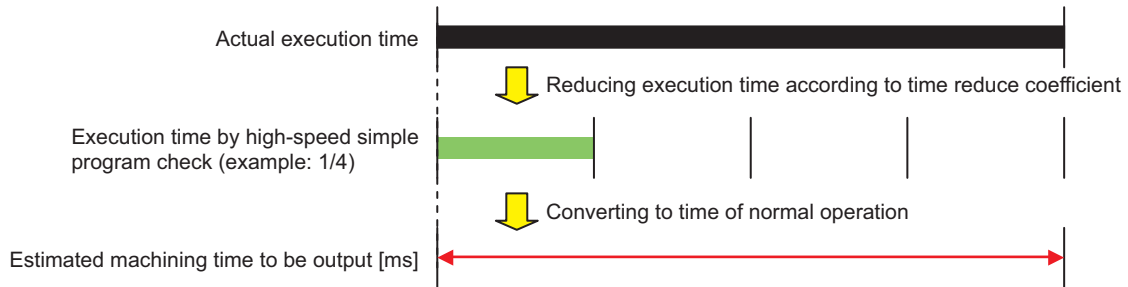 Actual execution time
Reducing execution time according to time reduce coefficient
Execution time by high-speed simple
program check (example: 1/4)
Converting to time of normal operation
Estimated machining time to be output [ms]